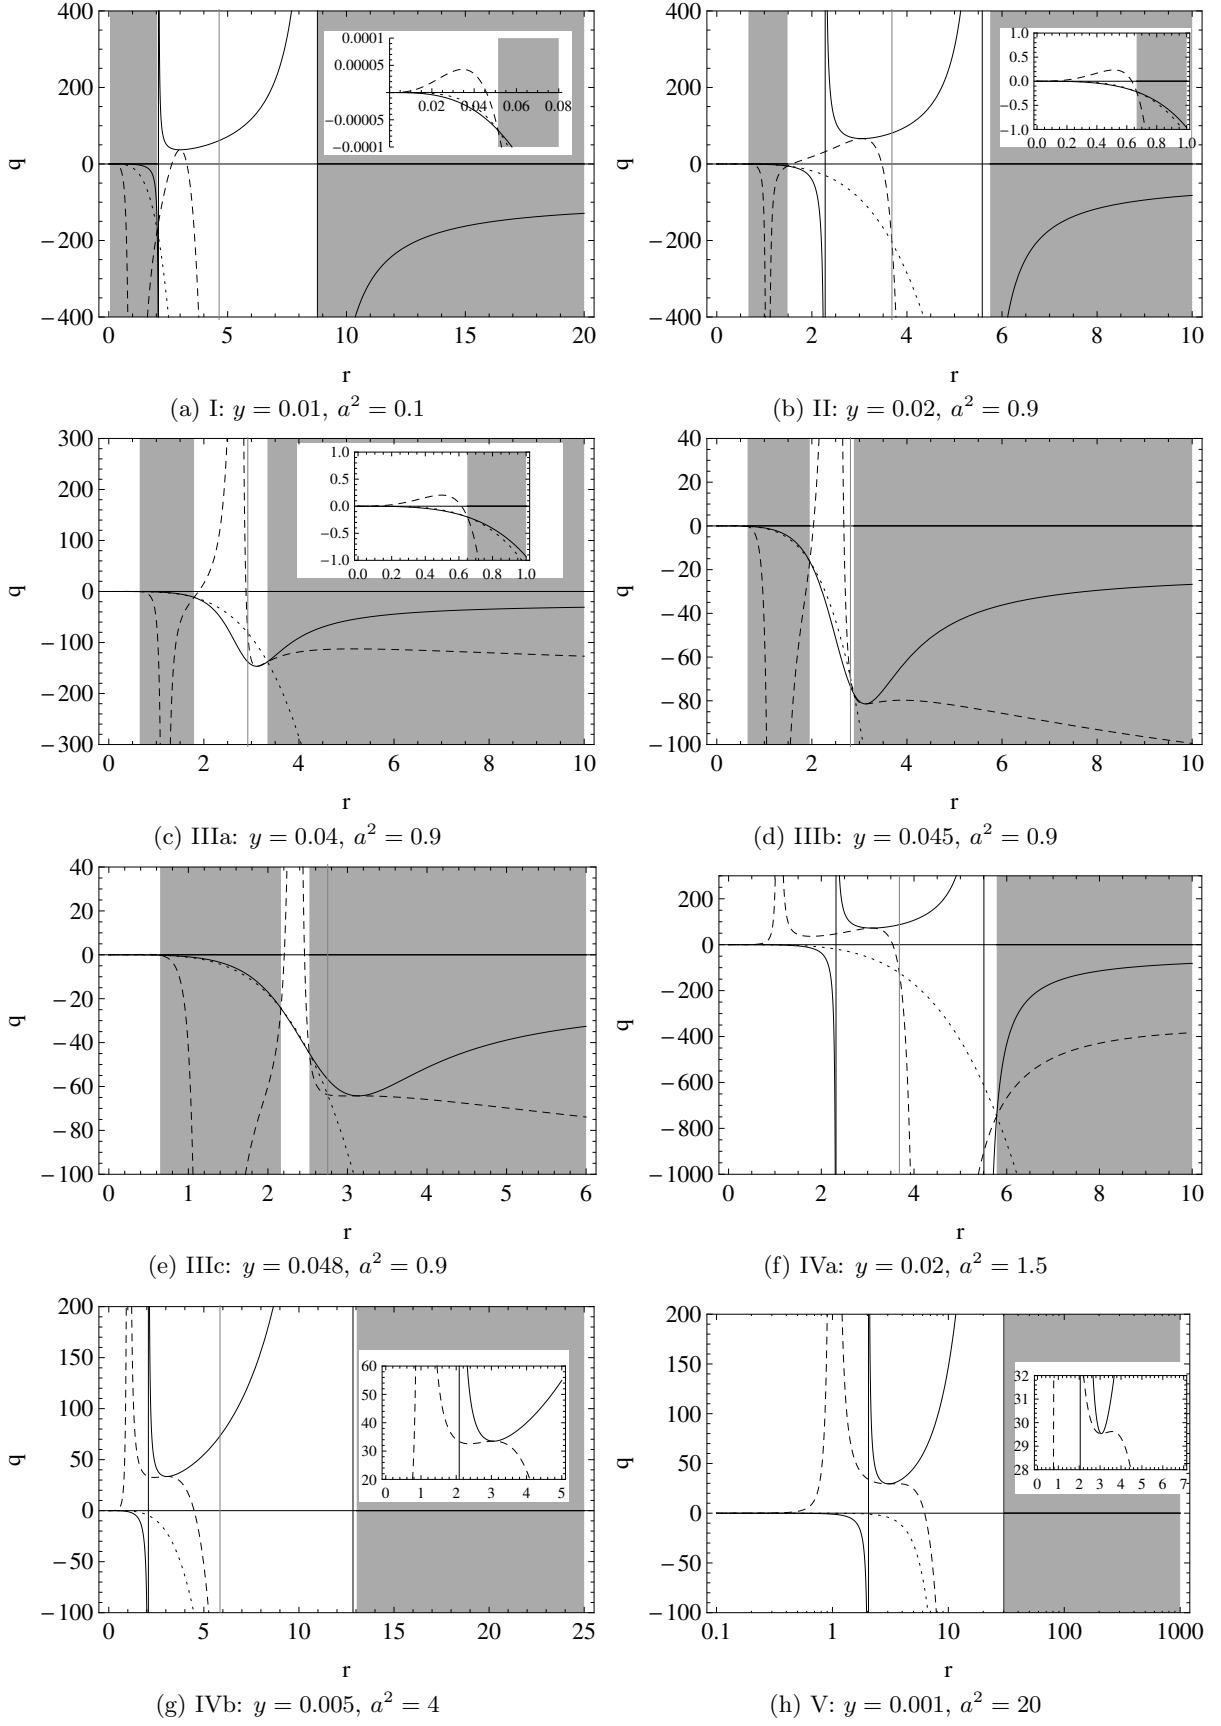 400
200
0
−200
−400
q
0.0001
0.00005
−0.00005
−0.0001
0.02 0.04 0.06 0.08
0 5 10 15 20
r
(a) I: y = 0.01, a² = 0.1
400
200
0
−200
−400
q
1.0
0.5
0.0
−0.5
−1.0
0.0 0.2 0.4 0.6 0.8 1.0
0 2 4 6 8 10
r
(b) II: y = 0.02, a² = 0.9
300
200
100
0
−100
−200
−300
q
1.0
0.5
0.0
−0.5
−1.0
0.0 0.2 0.4 0.6 0.8 1.0
0 2 4 6 8 10
r
(c) IIIa: y = 0.04, a² = 0.9
40
20
0
−20
−40
−60
−80
−100
q
0 2 4 6 8 10
r
(d) IIIb: y = 0.045, a² = 0.9
40
20
0
−20
−40
−60
−80
−100
q
0 1 2 3 4 5 6
r
(e) IIIc: y = 0.048, a² = 0.9
200
0
−200
−400
−600
−800
−1000
q
0 2 4 6 8 10
r
(f) IVa: y = 0.02, a² = 1.5
200
150
100
50
0
−50
−100
q
60
50
40
30
20
0 1 2 3 4 5
0 5 10 15 20 25
r
(g) IVb: y = 0.005, a² = 4
200
150
100
50
0
−50
−100
q
32
31
30
29
28
0 1 2 3 4 5 6 7
0.1 1 10 100 1000
r
(h) V: y = 0.001, a² = 20